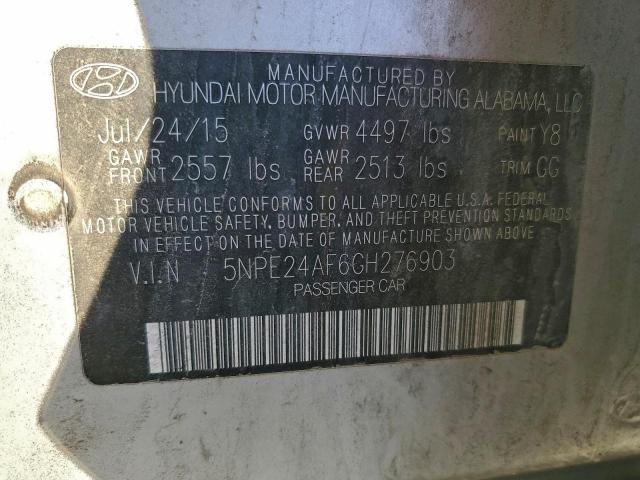 MANUFACTURED BY
HYUNDAI MOTOR MANUFACTURING ALABAMA, LLC
Jul/24/15 GVWR 4497 lbs PAINT Y8
GAWR FRONT 2557 lbs GAWR REAR 2513 lbs TRIM GG
THIS VEHICLE CONFORMS TO ALL APPLICABLE U.S.A. FEDERAL
MOTOR VEHICLE SAFETY, BUMPER, AND THEFT PREVENTION STANDARDS
IN EFFECT ON THE DATE OF MANUFACTURE SHOWN ABOVE
V.I.N 5NPE24AF6GH276903
PASSENGER CAR